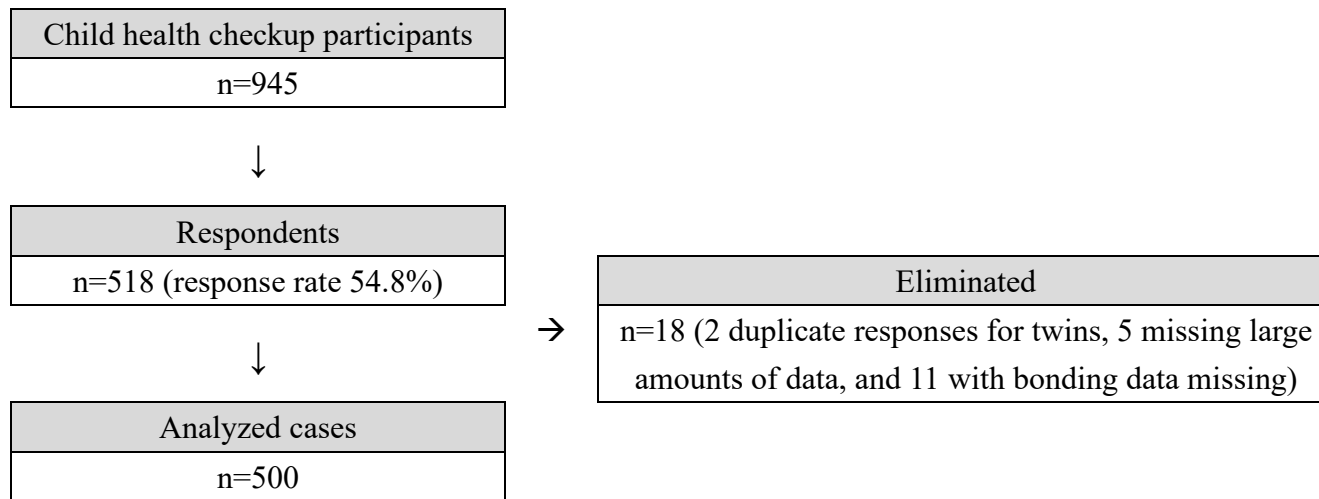 Child health checkup participants
n=945
↓
Respondents
n=518 (response rate 54.8%)
→
Eliminated
n=18 (2 duplicate responses for twins, 5 missing large
amounts of data, and 11 with bonding data missing)
↓
Analyzed cases
n=500